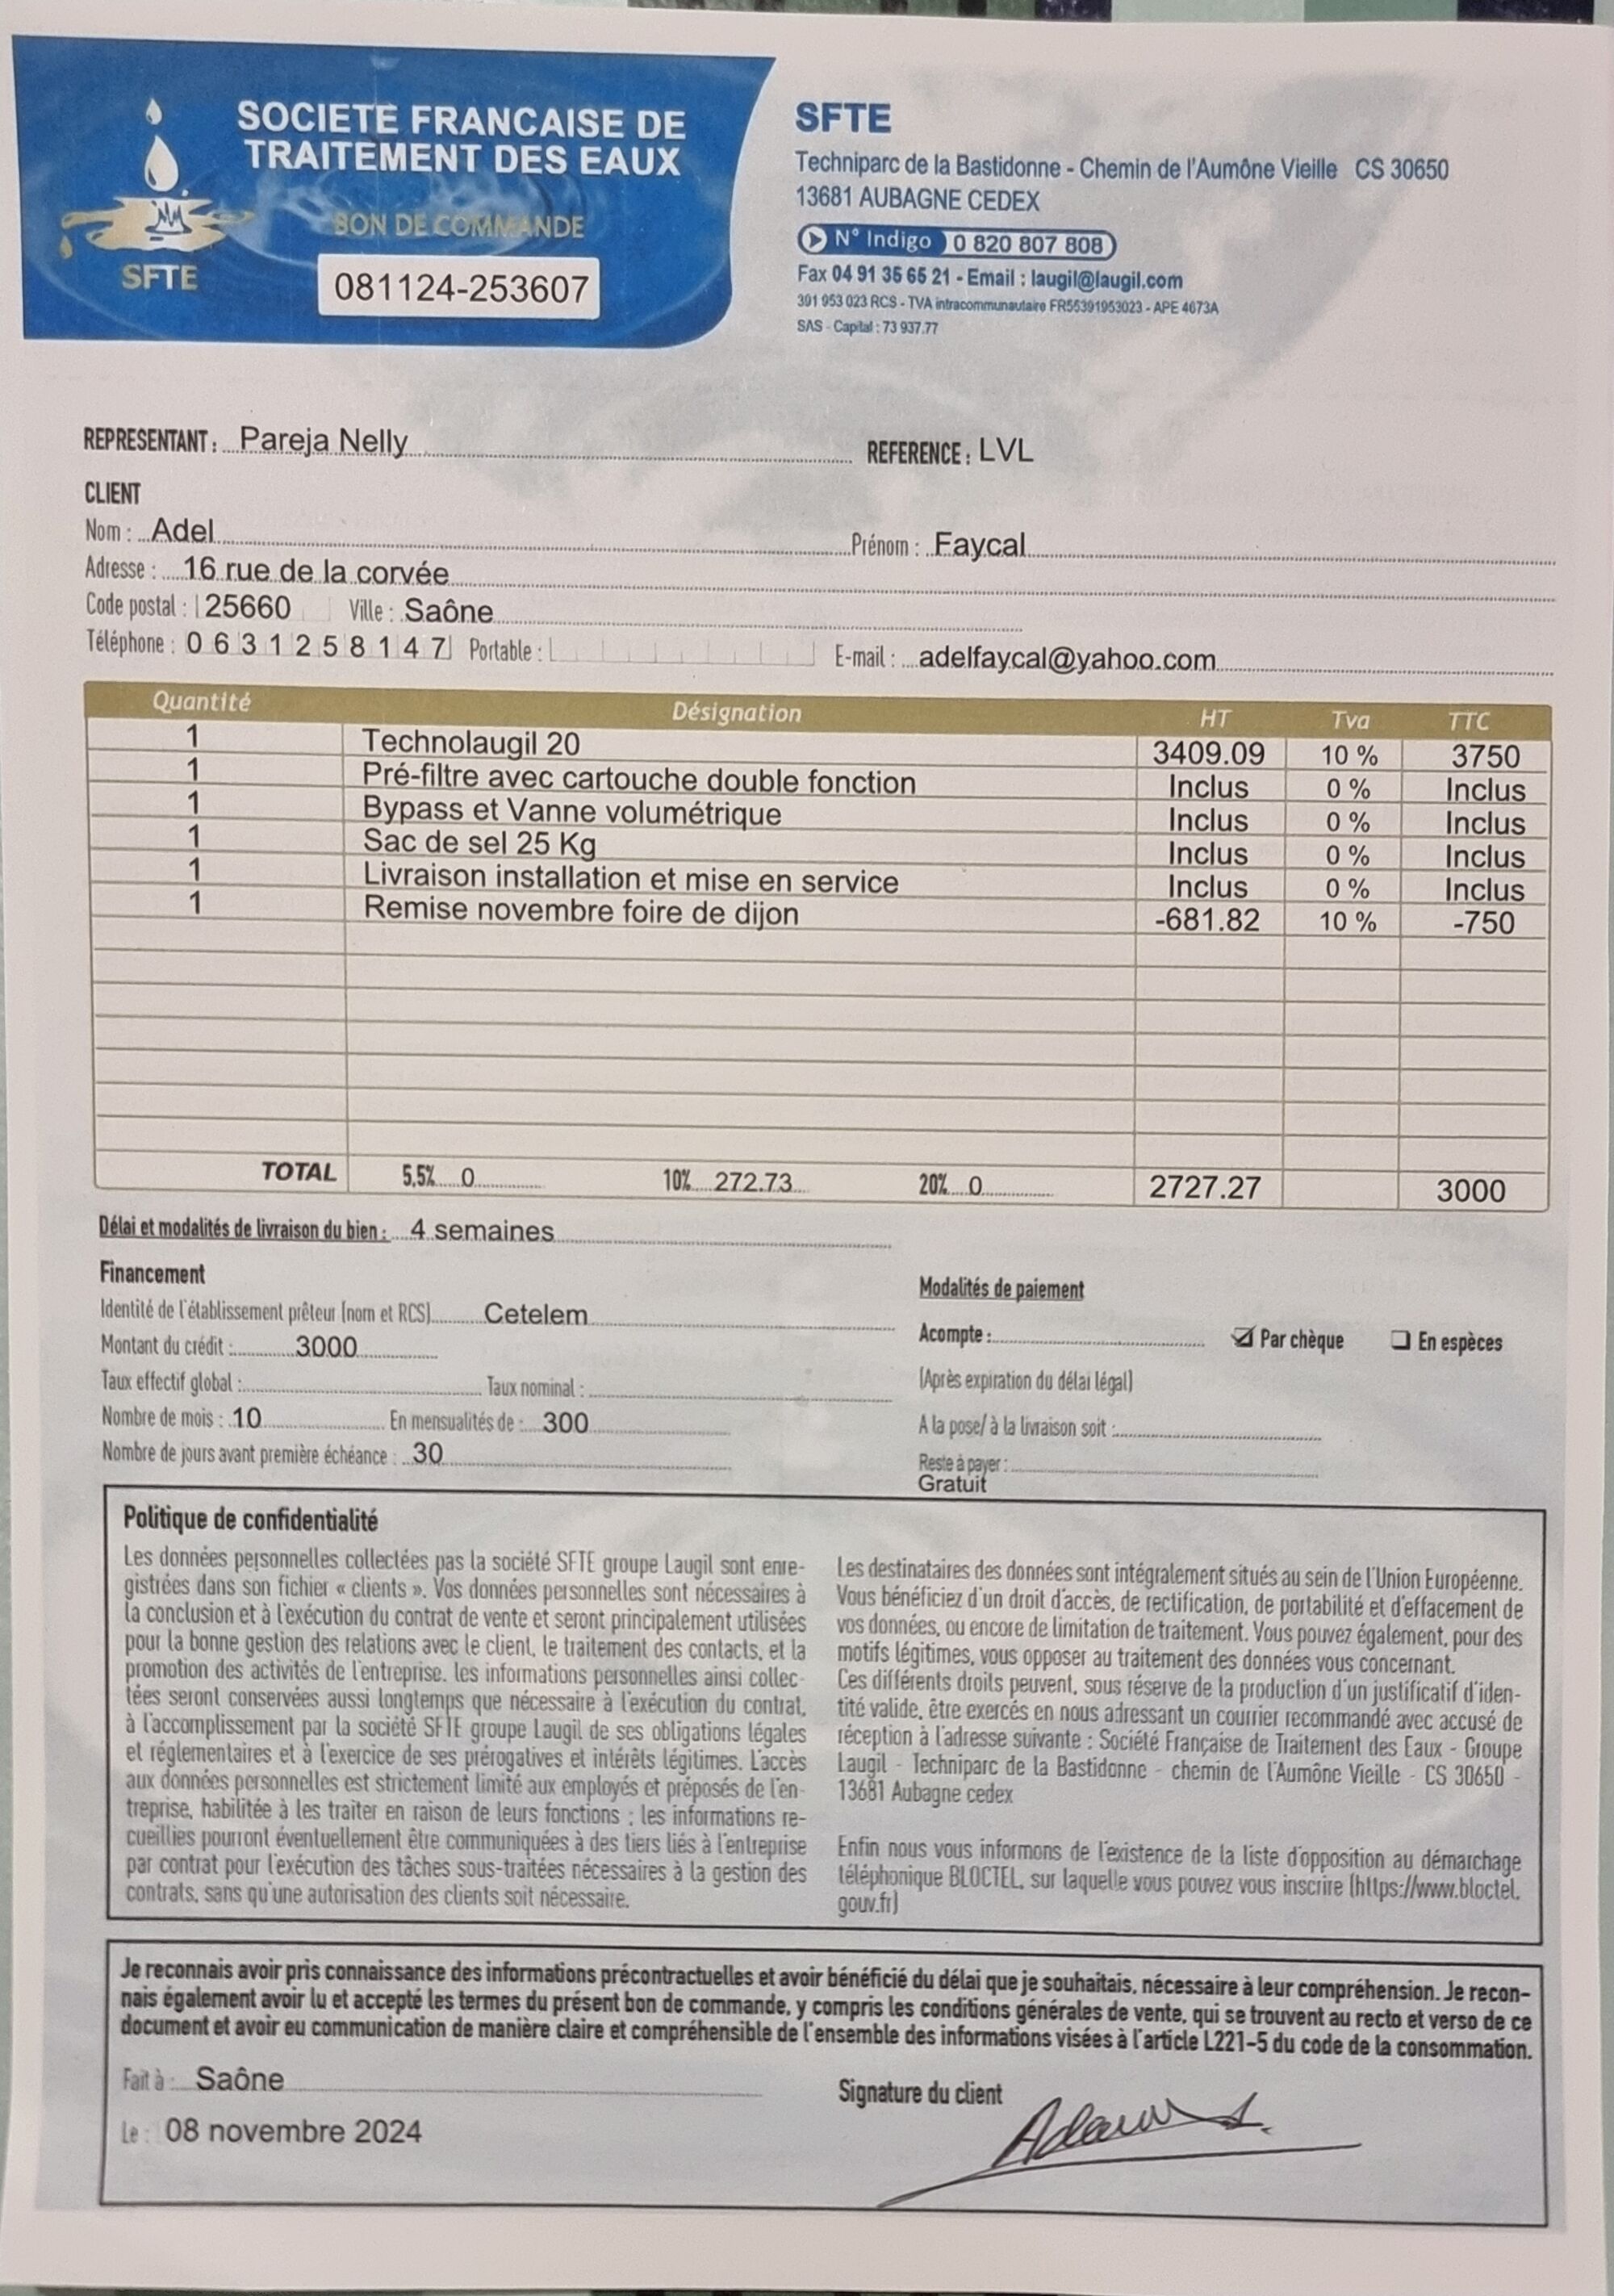 SOCIETE FRANCAISE DE
TRAITEMENT DES EAUX
BON DE COMMANDE
SFTE
081124-253607
SFTE
Techniparc de la Bastidonne - Chemin de l'Aumône Vieille CS 30650
13681 AUBAGNE CEDEX
N° Indigo 0 820 807 808
Fax 04 91 35 65 21 - Email : laugil@laugil.com
391 953 023 RCS - TVA intracommunautaire FR55391953023 - APE 4673A
SAS - Capital : 73 937.77
REPRESENTANT : Pareja Nelly REFERENCE : LVL
CLIENT
Nom : Adel Prénom : Faycal
Adresse : 16 rue de la corvée
Code postal : 25660 Ville : Saône
Téléphone : 0 6 3 1 2 5 8 1 4 7 Portable : E-mail : adelfaycal@yahoo.com
Quantité Désignation HT Tva TTC
1 Technolaugil 20 3409.09 10 % 3750
1 Pré-filtre avec cartouche double fonction Inclus 0 % Inclus
1 Bypass et Vanne volumétrique Inclus 0 % Inclus
1 Sac de sel 25 Kg Inclus 0 % Inclus
1 Livraison installation et mise en service Inclus 0 % Inclus
1 Remise novembre foire de dijon -681.82 10 % -750
TOTAL 5,5% 0 10% 272.73 20% 0 2727.27 3000
Délai et modalités de livraison du bien : 4 semaines
Financement
Identité de l'établissement prêteur (nom et RCS) Cetelem
Montant du crédit : 3000
Taux effectif global : Taux nominal :
Nombre de mois : 10 En mensualités de : 300
Nombre de jours avant première échéance : 30
Modalités de paiement
Acompte : Par chèque En espèces
(Après expiration du délai légal)
A la pose/ à la livraison soit :
Reste à payer :
Gratuit
Politique de confidentialité
Les données personnelles collectées pas la société SFTE groupe Laugil sont enre-
gistrées dans son fichier « clients ». Vos données personnelles sont nécessaires à
la conclusion et à l'exécution du contrat de vente et seront principalement utilisées
pour la bonne gestion des relations avec le client, le traitement des contacts, et la
promotion des activités de l'entreprise. les informations personnelles ainsi collec-
tées seront conservées aussi longtemps que nécessaire à l'exécution du contrat,
à l'accomplissement par la société SFTE groupe Laugil de ses obligations légales
et réglementaires et à l'exercice de ses prérogatives et intérêts légitimes. L'accès
aux données personnelles est strictement limité aux employés et préposés de l'en-
treprise, habilitée à les traiter en raison de leurs fonctions ; les informations re-
cueillies pourront éventuellement être communiquées à des tiers liés à l'entreprise
par contrat pour l'exécution des tâches sous-traitées nécessaires à la gestion des
contrats, sans qu'une autorisation des clients soit nécessaire.
Les destinataires des données sont intégralement situés au sein de l'Union Européenne.
Vous bénéficiez d'un droit d'accès, de rectification, de portabilité et d'effacement de
vos données, ou encore de limitation de traitement. Vous pouvez également, pour des
motifs légitimes, vous opposer au traitement des données vous concernant.
Ces différents droits peuvent, sous réserve de la production d'un justificatif d'iden-
tité valide, être exercés en nous adressant un courrier recommandé avec accusé de
réception à l'adresse suivante : Société Française de Traitement des Eaux - Groupe
Laugil - Techniparc de la Bastidonne - chemin de l'Aumône Vieille - CS 30650 -
13681 Aubagne cedex
Enfin nous vous informons de l'existence de la liste d'opposition au démarchage
téléphonique BLOCTEL, sur laquelle vous pouvez vous inscrire (https://www.bloctel.
gouv.fr)
Je reconnais avoir pris connaissance des informations précontractuelles et avoir bénéficié du délai que je souhaitais, nécessaire à leur compréhension. Je recon-
nais également avoir lu et accepté les termes du présent bon de commande, y compris les conditions générales de vente, qui se trouvent au recto et verso de ce
document et avoir eu communication de manière claire et compréhensible de l'ensemble des informations visées à l'article L221-5 du code de la consommation.
Fait à : Saône
Le : 08 novembre 2024
Signature du client